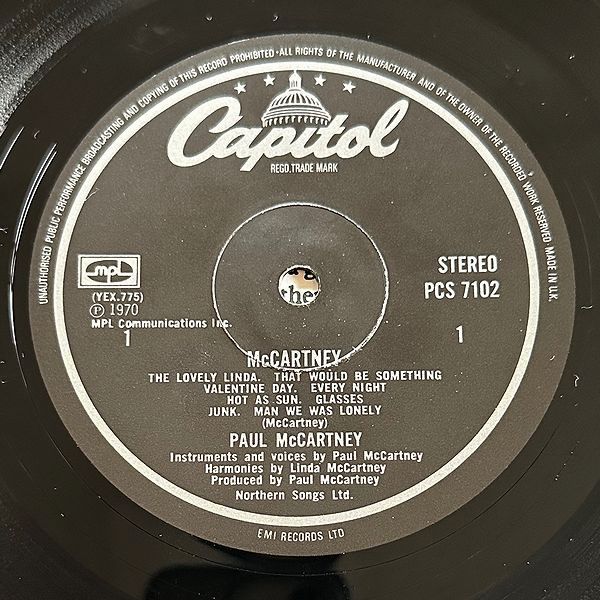 UNAUTHORISED PUBLIC PERFORMANCE BROADCASTING AND COPYING OF THIS RECORD PROHIBITED·ALL RIGHTS OF THE MANUFACTURER AND OF THE OWNER OF THE RECORDED WORK RESERVED·MADE IN U.K.
Capitol
REGD. TRADE MARK
mpl
STEREO
PCS 7102
(YEX.775)
℗ 1970
MPL Communications Inc.
1
1
the
McCARTNEY
THE LOVELY LINDA. THAT WOULD BE SOMETHING
VALENTINE DAY. EVERY NIGHT
HOT AS SUN. GLASSES
JUNK. MAN WE WAS LONELY
(McCartney)
PAUL McCARTNEY
Instruments and voices by Paul McCartney
Harmonies by Linda McCartney
Produced by Paul McCartney
Northern Songs Ltd.
EMI RECORDS LTD